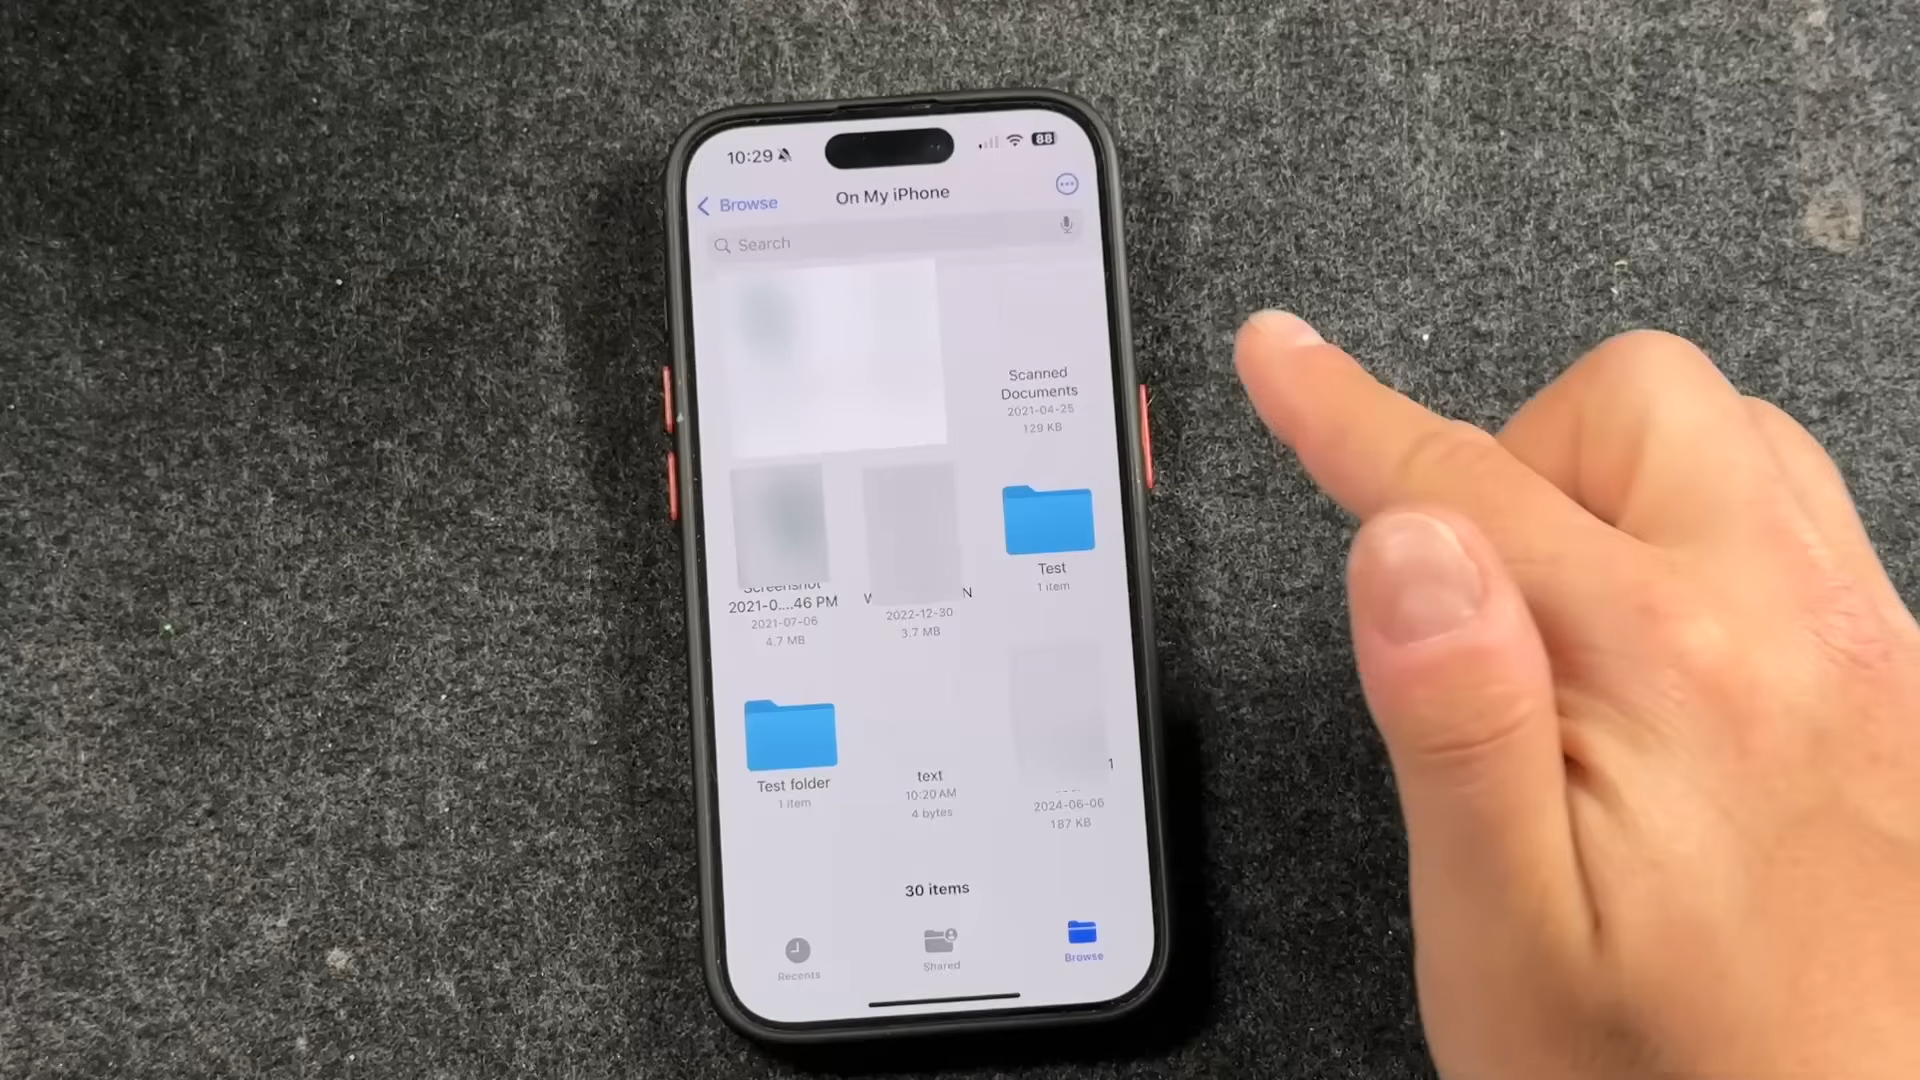 10:29
88
Browse
On My iPhone
Search
Scanned
Documents
2021-04-25
129 KB
Screenshot
2021-0....46 PM
2021-07-06
4.7 MB
2022-12-30
3.7 MB
Test
1 item
Test folder
1 item
text
10:20 AM
4 bytes
1
2024-06-06
187 KB
30 items
Recents
Shared
Browse